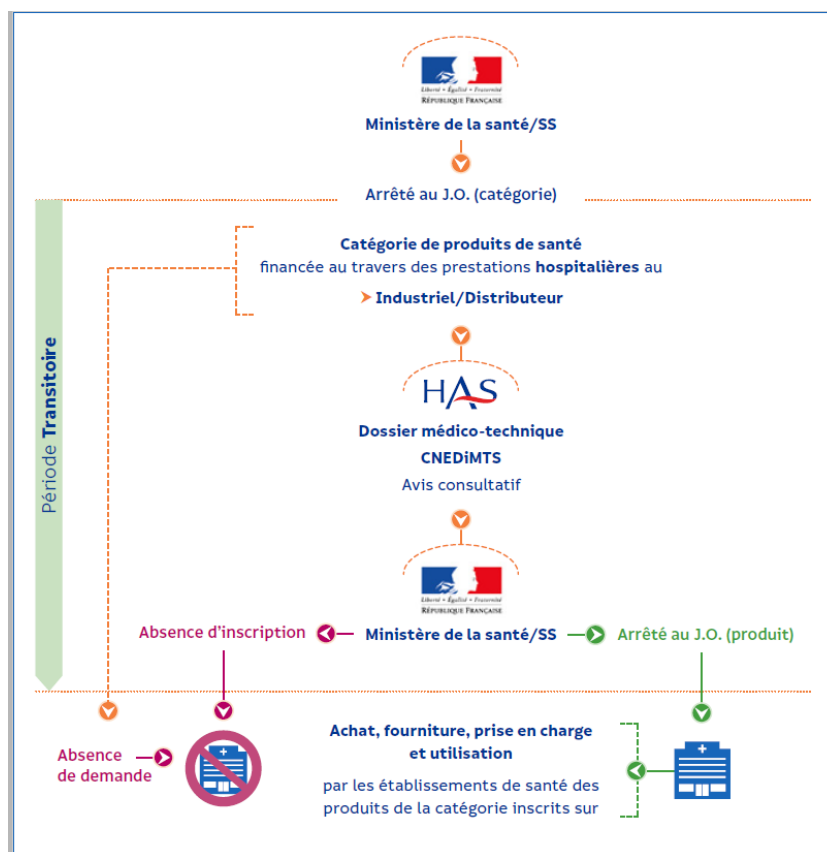 Liberté • Égalité • Fraternité
RÉPUBLIQUE FRANÇAISE
Ministère de la santé/SS
Arrêté au J.O. (catégorie)
Catégorie de produits de santé
financée au travers des prestations hospitalières au
Industriel/Distributeur
Période Transitoire
HAS
Dossier médico-technique
CNEDiMTS
Avis consultatif
Liberté • Égalité • Fraternité
RÉPUBLIQUE FRANÇAISE
Absence d'inscription
Ministère de la santé/SS
Arrêté au J.O. (produit)
Absence
de demande
Achat, fourniture, prise en charge
et utilisation
par les établissements de santé des
produits de la catégorie inscrits sur